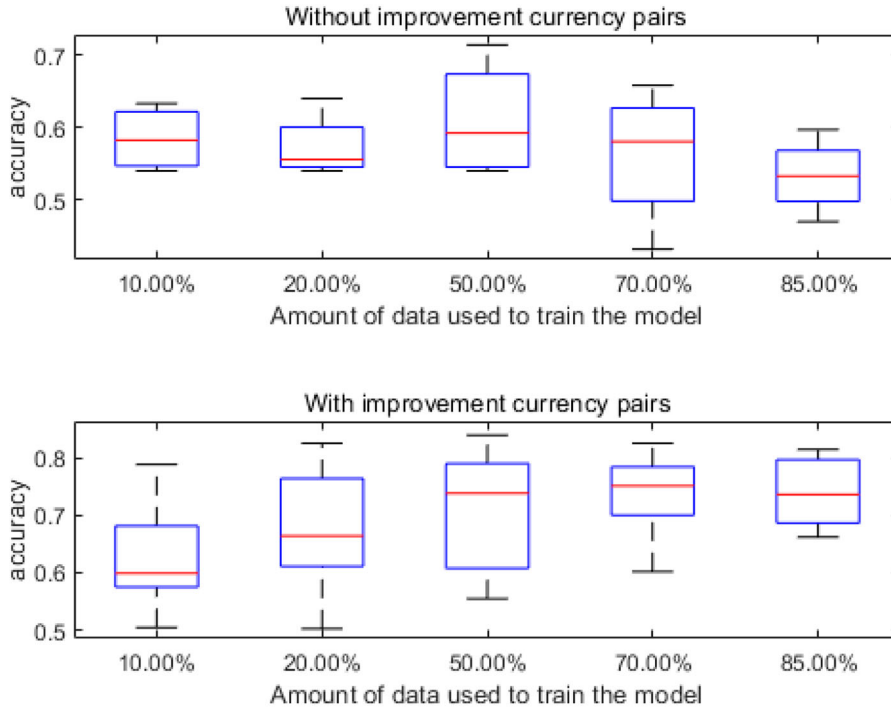 Without improvement currency pairs
0.7
0.6
0.5
accuracy
10.00% 20.00% 50.00% 70.00% 85.00%
Amount of data used to train the model
With improvement currency pairs
0.8
0.7
0.6
0.5
accuracy
10.00% 20.00% 50.00% 70.00% 85.00%
Amount of data used to train the model